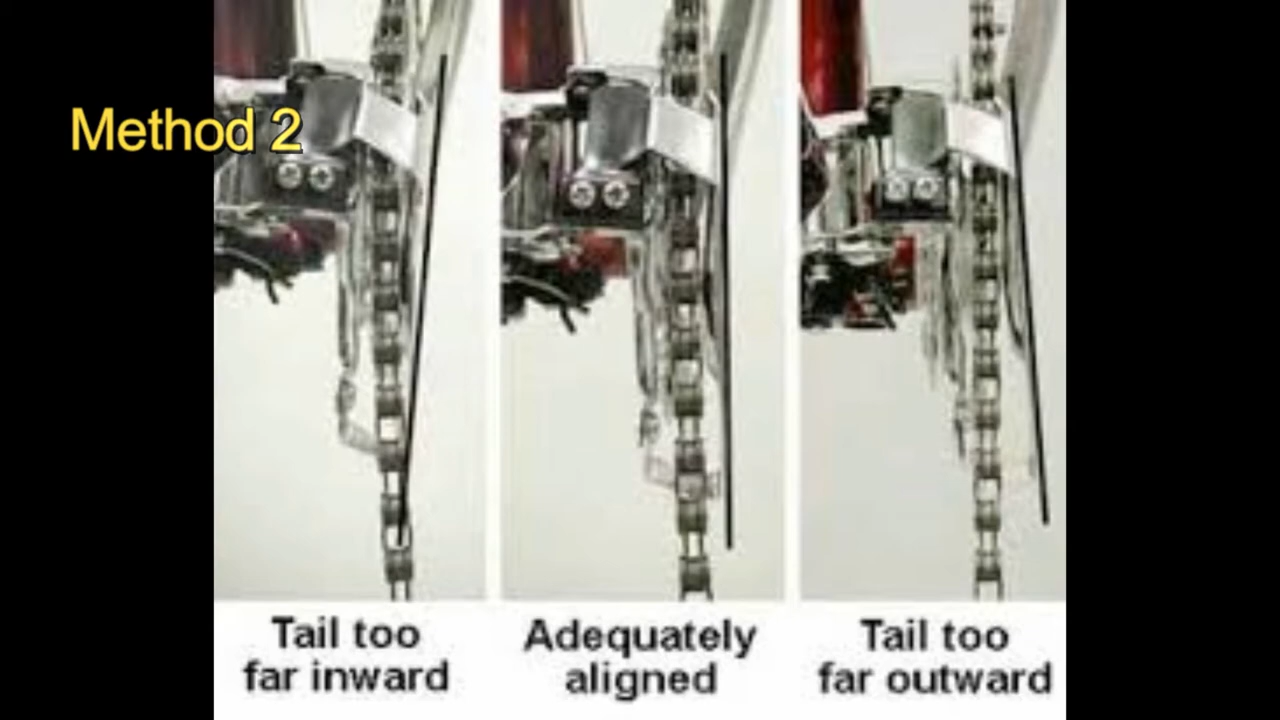 Method 2
Tail too
far inward
Adequately
aligned
Tail too
far outward